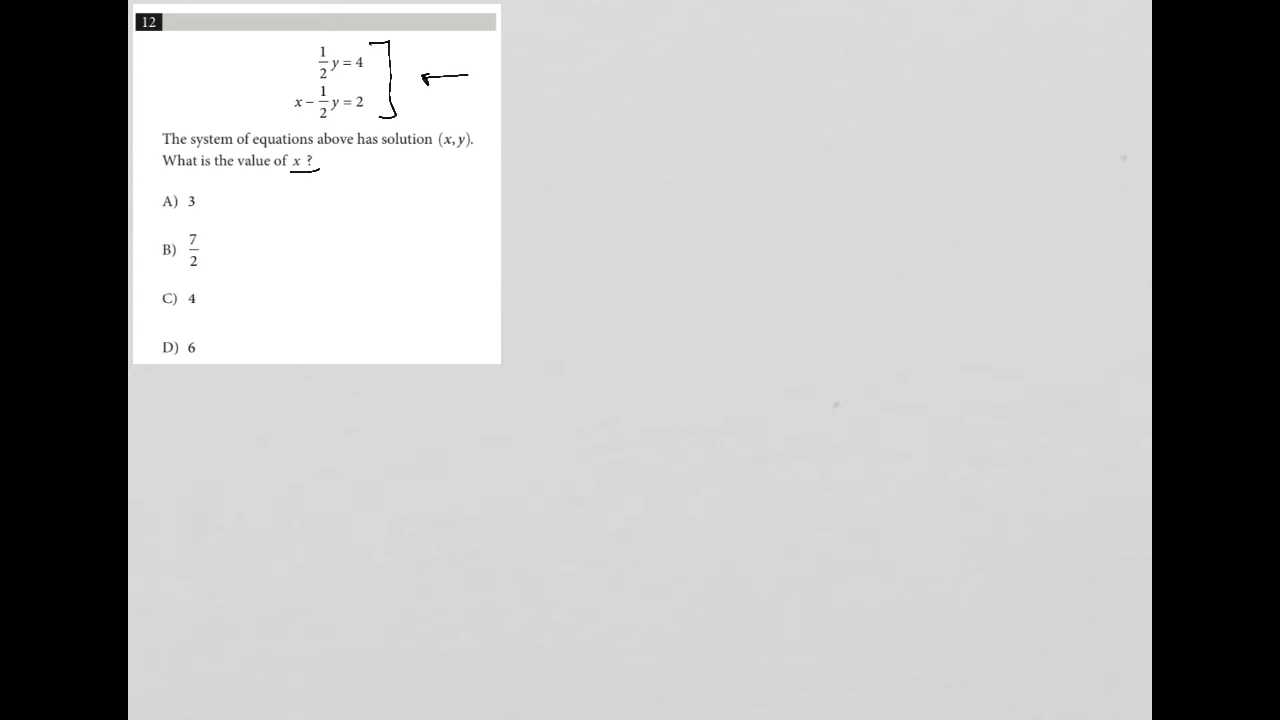 12
1/2 y = 4
x − 1/2 y = 2
The system of equations above has solution (x, y).
What is the value of x ?
A) 3
B) 7/2
C) 4
D) 6